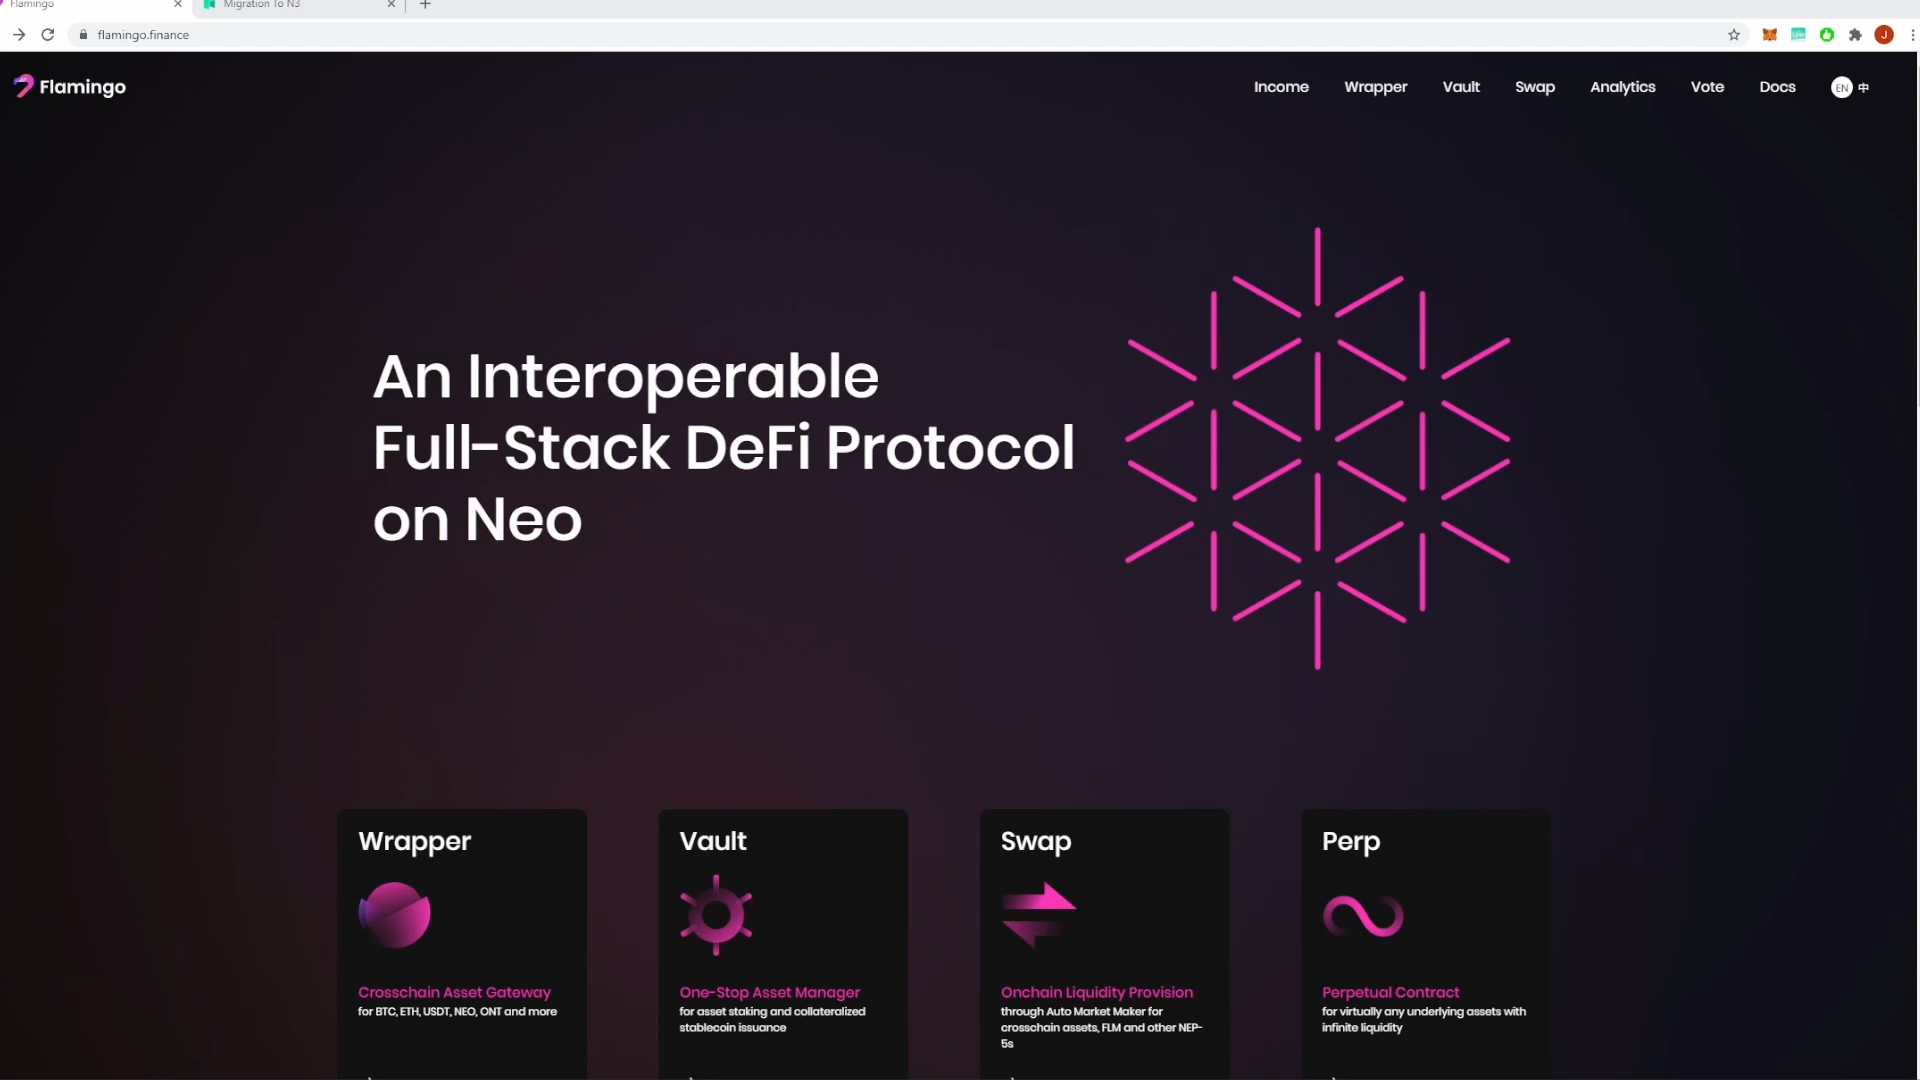 Flamingo
Migration To N3
flamingo.finance
J
Flamingo
Income Wrapper Vault Swap Analytics Vote Docs EN 中
An Interoperable
Full-Stack DeFi Protocol
on Neo
Wrapper
Crosschain Asset Gateway
for BTC, ETH, USDT, NEO, ONT and more
Vault
One-Stop Asset Manager
for asset staking and collateralized
stablecoin issuance
Swap
Onchain Liquidity Provision
through Auto Market Maker for
crosschain assets, FLM and other NEP-
5s
Perp
Perpetual Contract
for virtually any underlying assets with
infinite liquidity